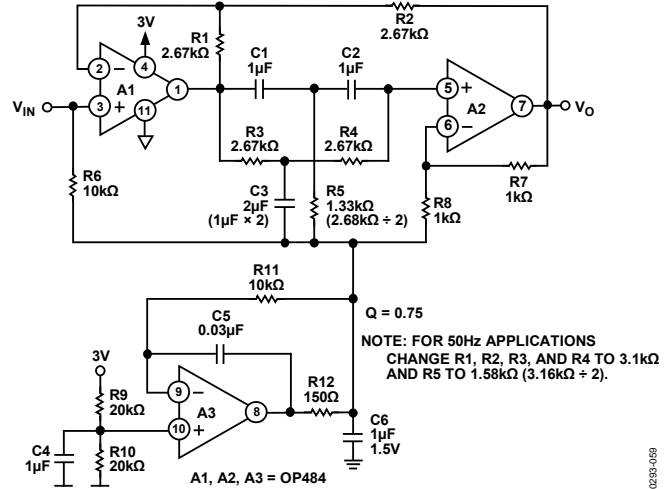 R2
2.67kΩ
3V
R1
2.67kΩ
C1
1µF
C2
1µF
2
−
4
A1
1
3
+
11
V_IN
5
+
A2
7
6
−
V_O
R3
2.67kΩ
R4
2.67kΩ
R6
10kΩ
C3
2µF
(1µF × 2)
R5
1.33kΩ
(2.68kΩ ÷ 2)
R8
1kΩ
R7
1kΩ
R11
10kΩ
C5
0.03µF
Q = 0.75
NOTE: FOR 50Hz APPLICATIONS
CHANGE R1, R2, R3, AND R4 TO 3.1kΩ
AND R5 TO 1.58kΩ (3.16kΩ ÷ 2).
3V
R9
20kΩ
9
−
A3
8
10
+
R12
150Ω
C4
1µF
R10
20kΩ
C6
1µF
1.5V
A1, A2, A3 = OP484
0293-059